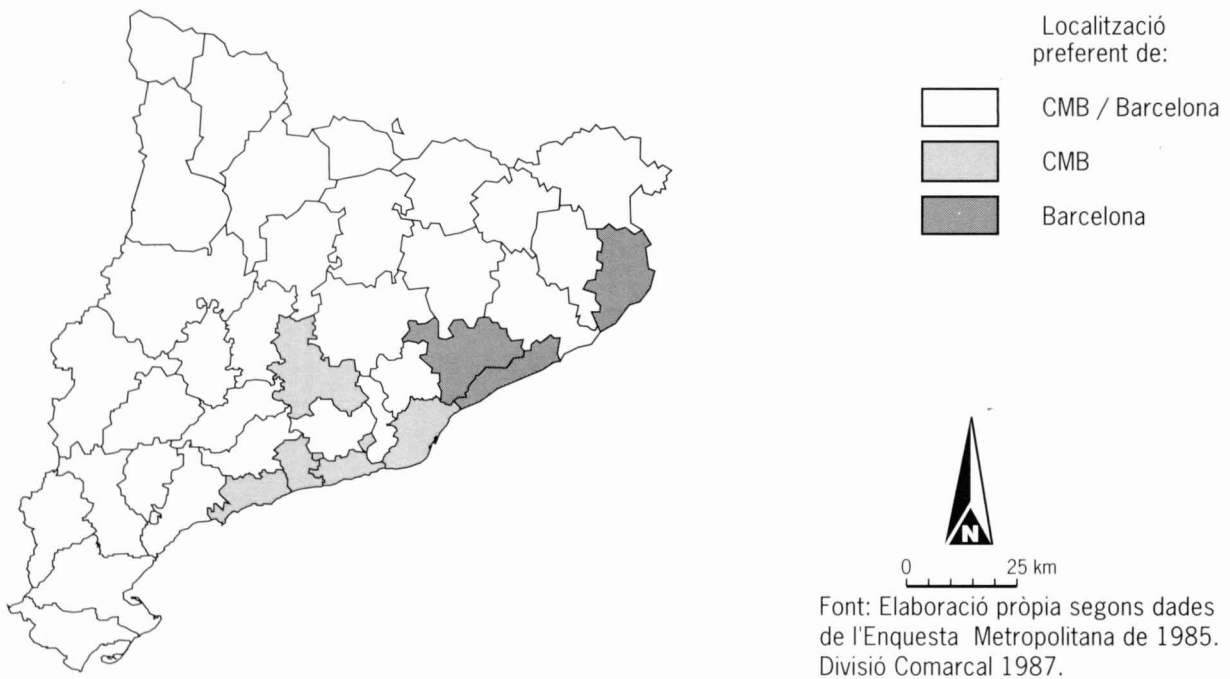 Localització
preferent de:
CMB / Barcelona
CMB
Barcelona
N
0 25 km
Font: Elaboració pròpia segons dades
de l'Enquesta Metropolitana de 1985.
Divisió Comarcal 1987.